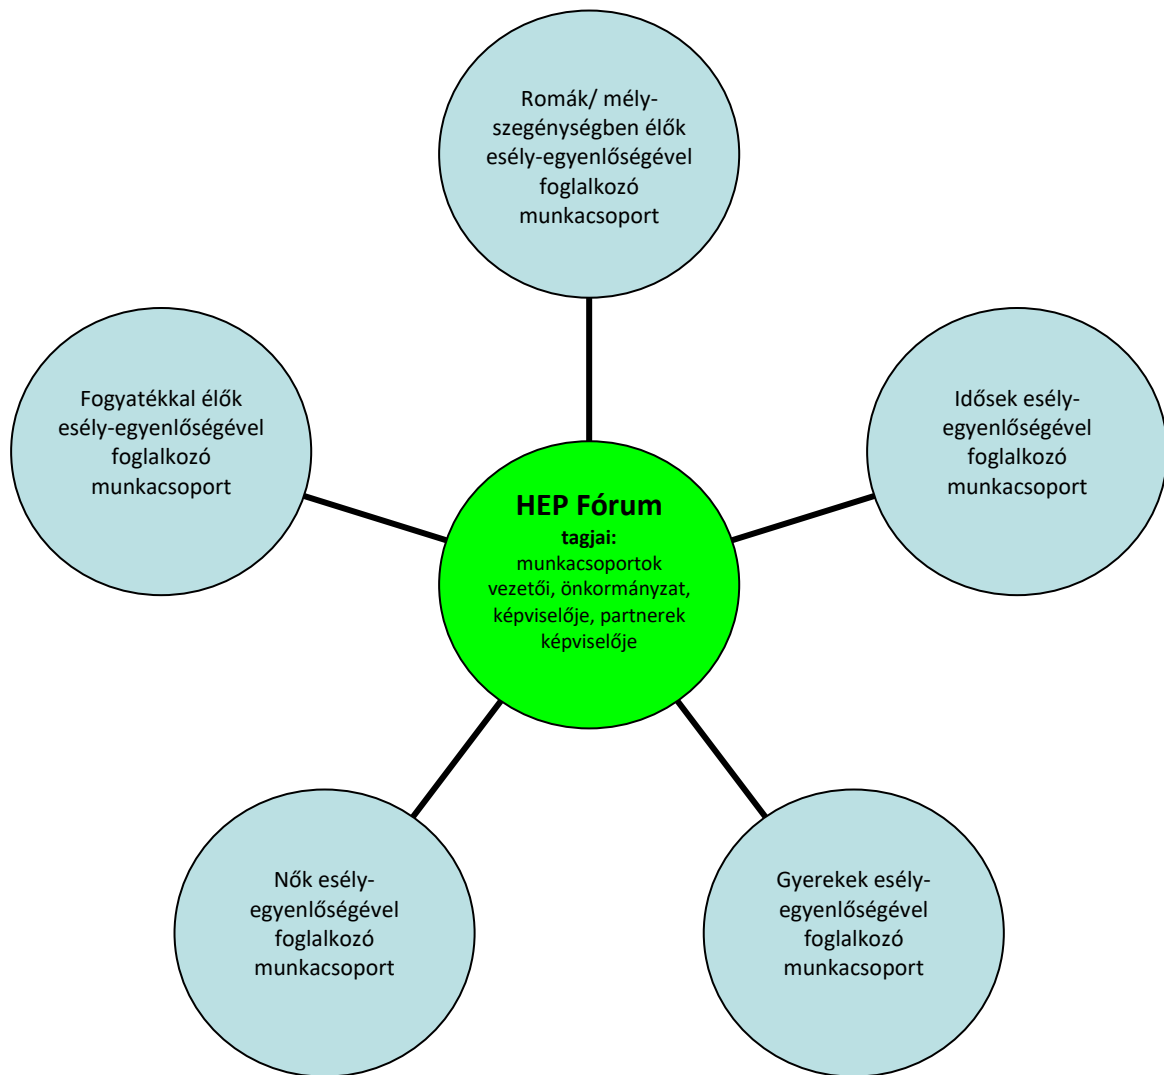 Romák/ mély-
szegénységben élők
esély-egyenlőségével
foglalkozó
munkacsoport
Fogyatékkal élők
esély-egyenlőségével
foglalkozó
munkacsoport
Idősek esély-
egyenlőségével
foglalkozó
munkacsoport
HEP Fórum
tagjai:
munkacsoportok
vezetői, önkormányzat,
képviselője, partnerek
képviselője
Nők esély-
egyenlőségével
foglalkozó
munkacsoport
Gyerekek esély-
egyenlőségével
foglalkozó
munkacsoport